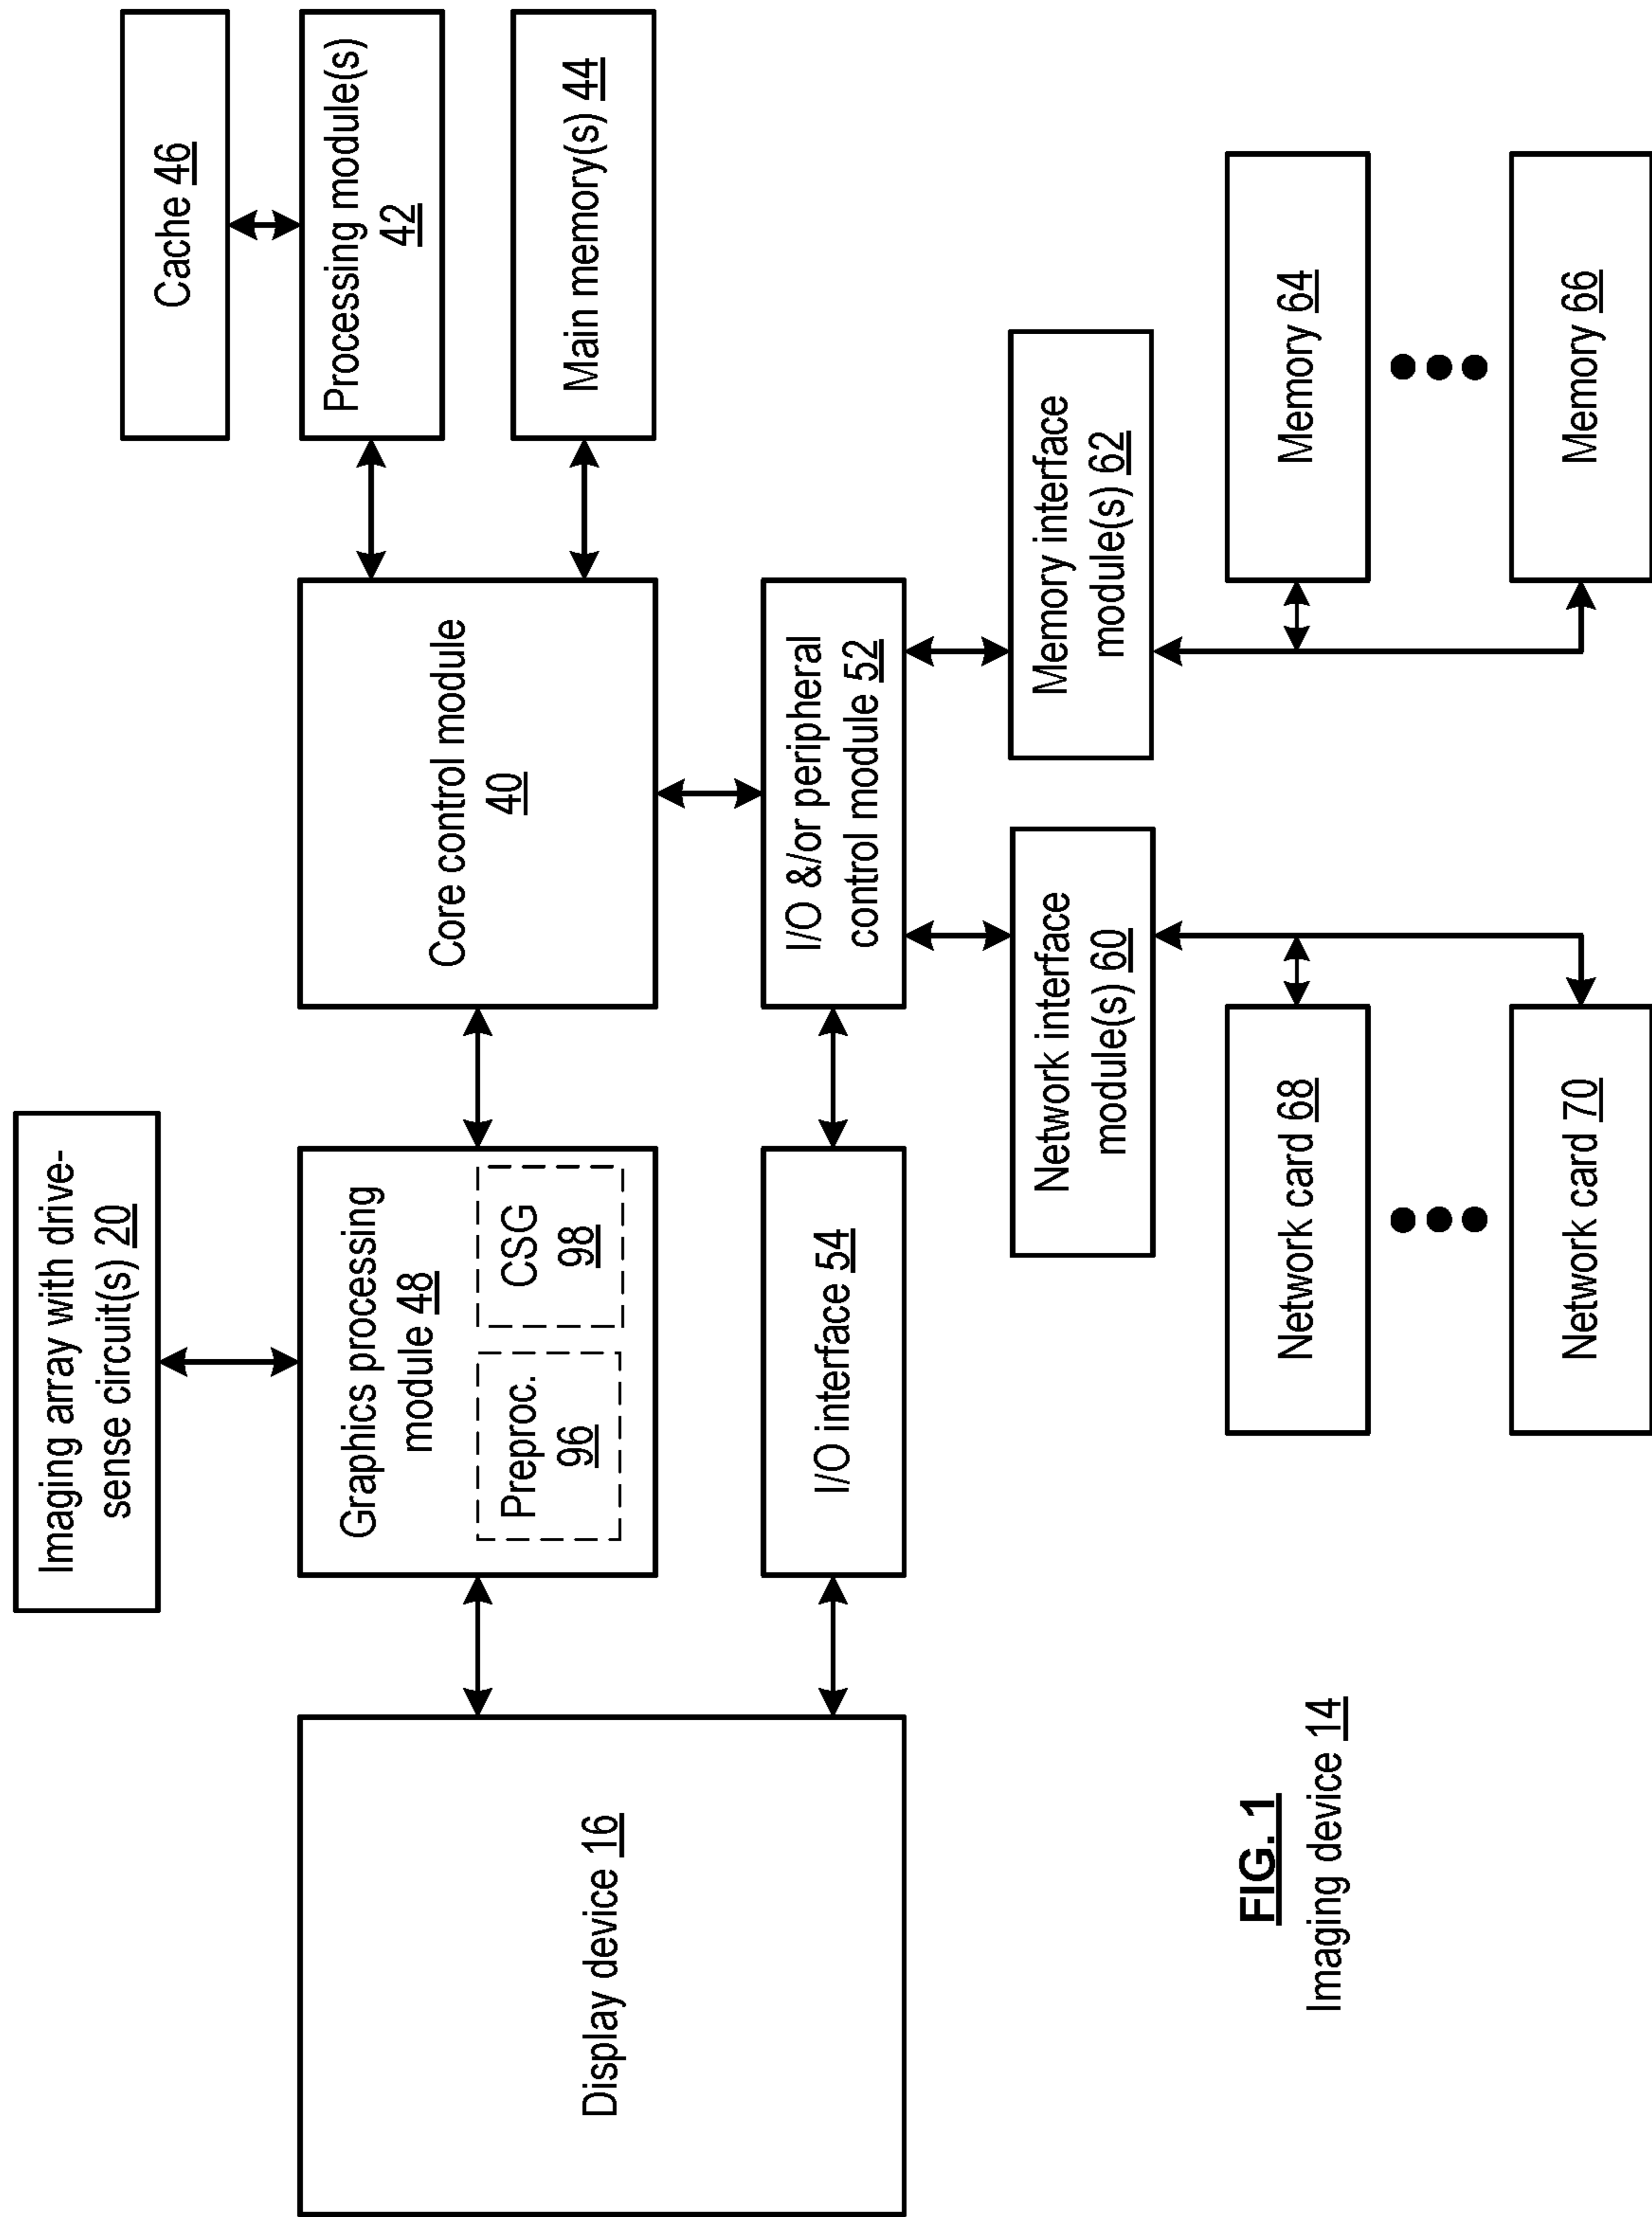 Imaging array with drive-
sense circuit(s) 20
Cache 46
Display device 16
Graphics processing
module 48
Preproc.
96
CSG
98
Core control module
40
Processing module(s)
42
Main memory(s) 44
I/O interface 54
I/O &/or peripheral
control module 52
Network interface
module(s) 60
Memory interface
module(s) 62
Network card 68
Memory 64
Network card 70
Memory 66
FIG. 1
Imaging device 14